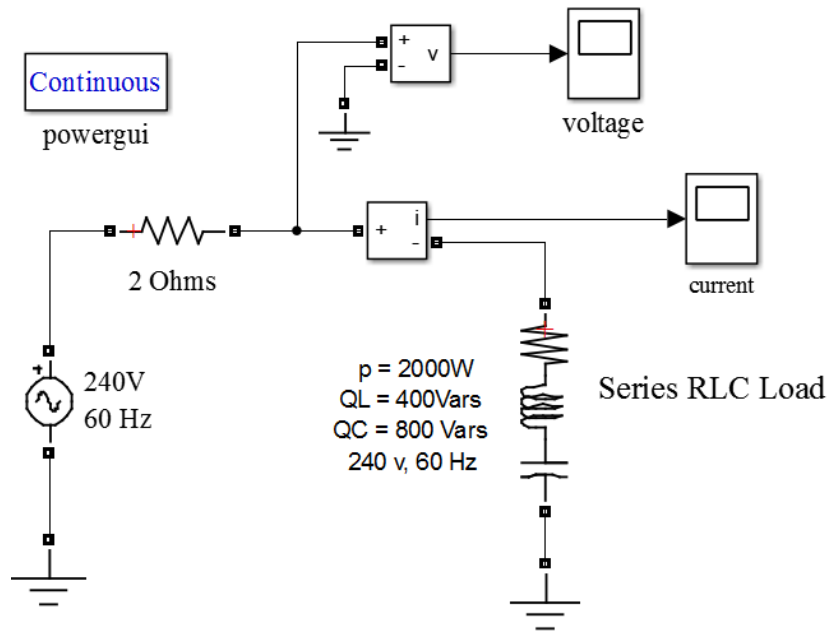 Continuous
powergui
+
-
v
voltage
2 Ohms
+
i
-
current
+
240V
60 Hz
p = 2000W
QL = 400Vars
QC = 800 Vars
240 v, 60 Hz
Series RLC Load